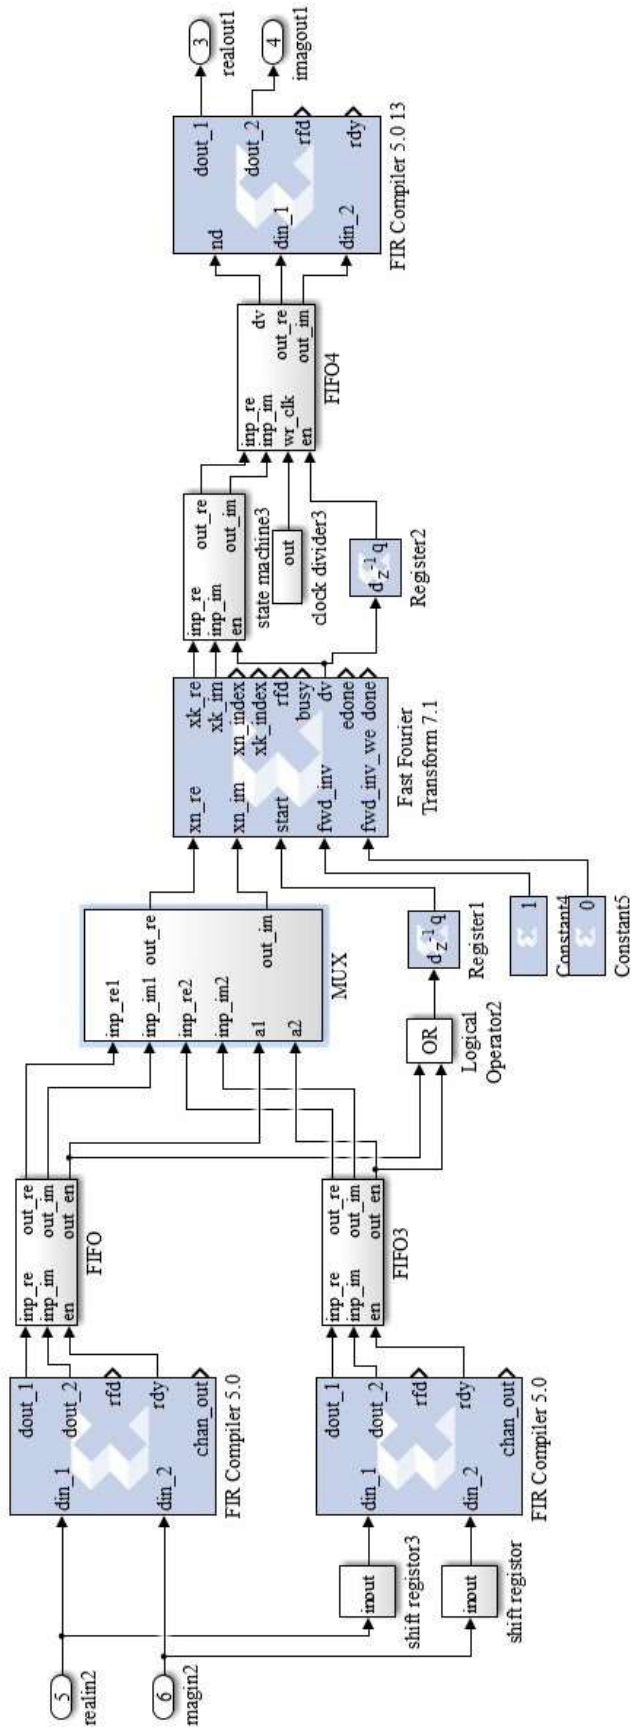 5
realin2
6
magin2
inout
shift registor3
inout
shift registor
din_1
din_2
dout_1
dout_2
rfd
rdy
chan_out
FIR Compiler 5.0
din_1
din_2
dout_1
dout_2
rfd
rdy
chan_out
FIR Compiler 5.0
inp_re
inp_im
en
out_re
out_im
out_en
FIFO
inp_re
inp_im
en
out_re
out_im
out_en
FIFO3
inp_re1
inp_im1
inp_re2
inp_im2
a1
a2
out_re
out_im
MUX
OR
Logical
Operator2
d z-1 q
Register1
1
Constant4
0
Constant5
xn_re
xn_im
start
fwd_inv
fwd_inv_we
xk_re
xk_im
xn_index
xk_index
rfd
busy
dv
edone
done
Fast Fourier
Transform 7.1
inp_re
inp_im
en
out_re
out_im
state machine3
out
clock divider3
d z-1 q
Register2
inp_re
inp_im
wr_clk
en
dv
out_re
out_im
FIFO4
nd
din_1
din_2
dout_1
dout_2
rfd
rdy
FIR Compiler 5.0 13
3
realout1
4
imagout1